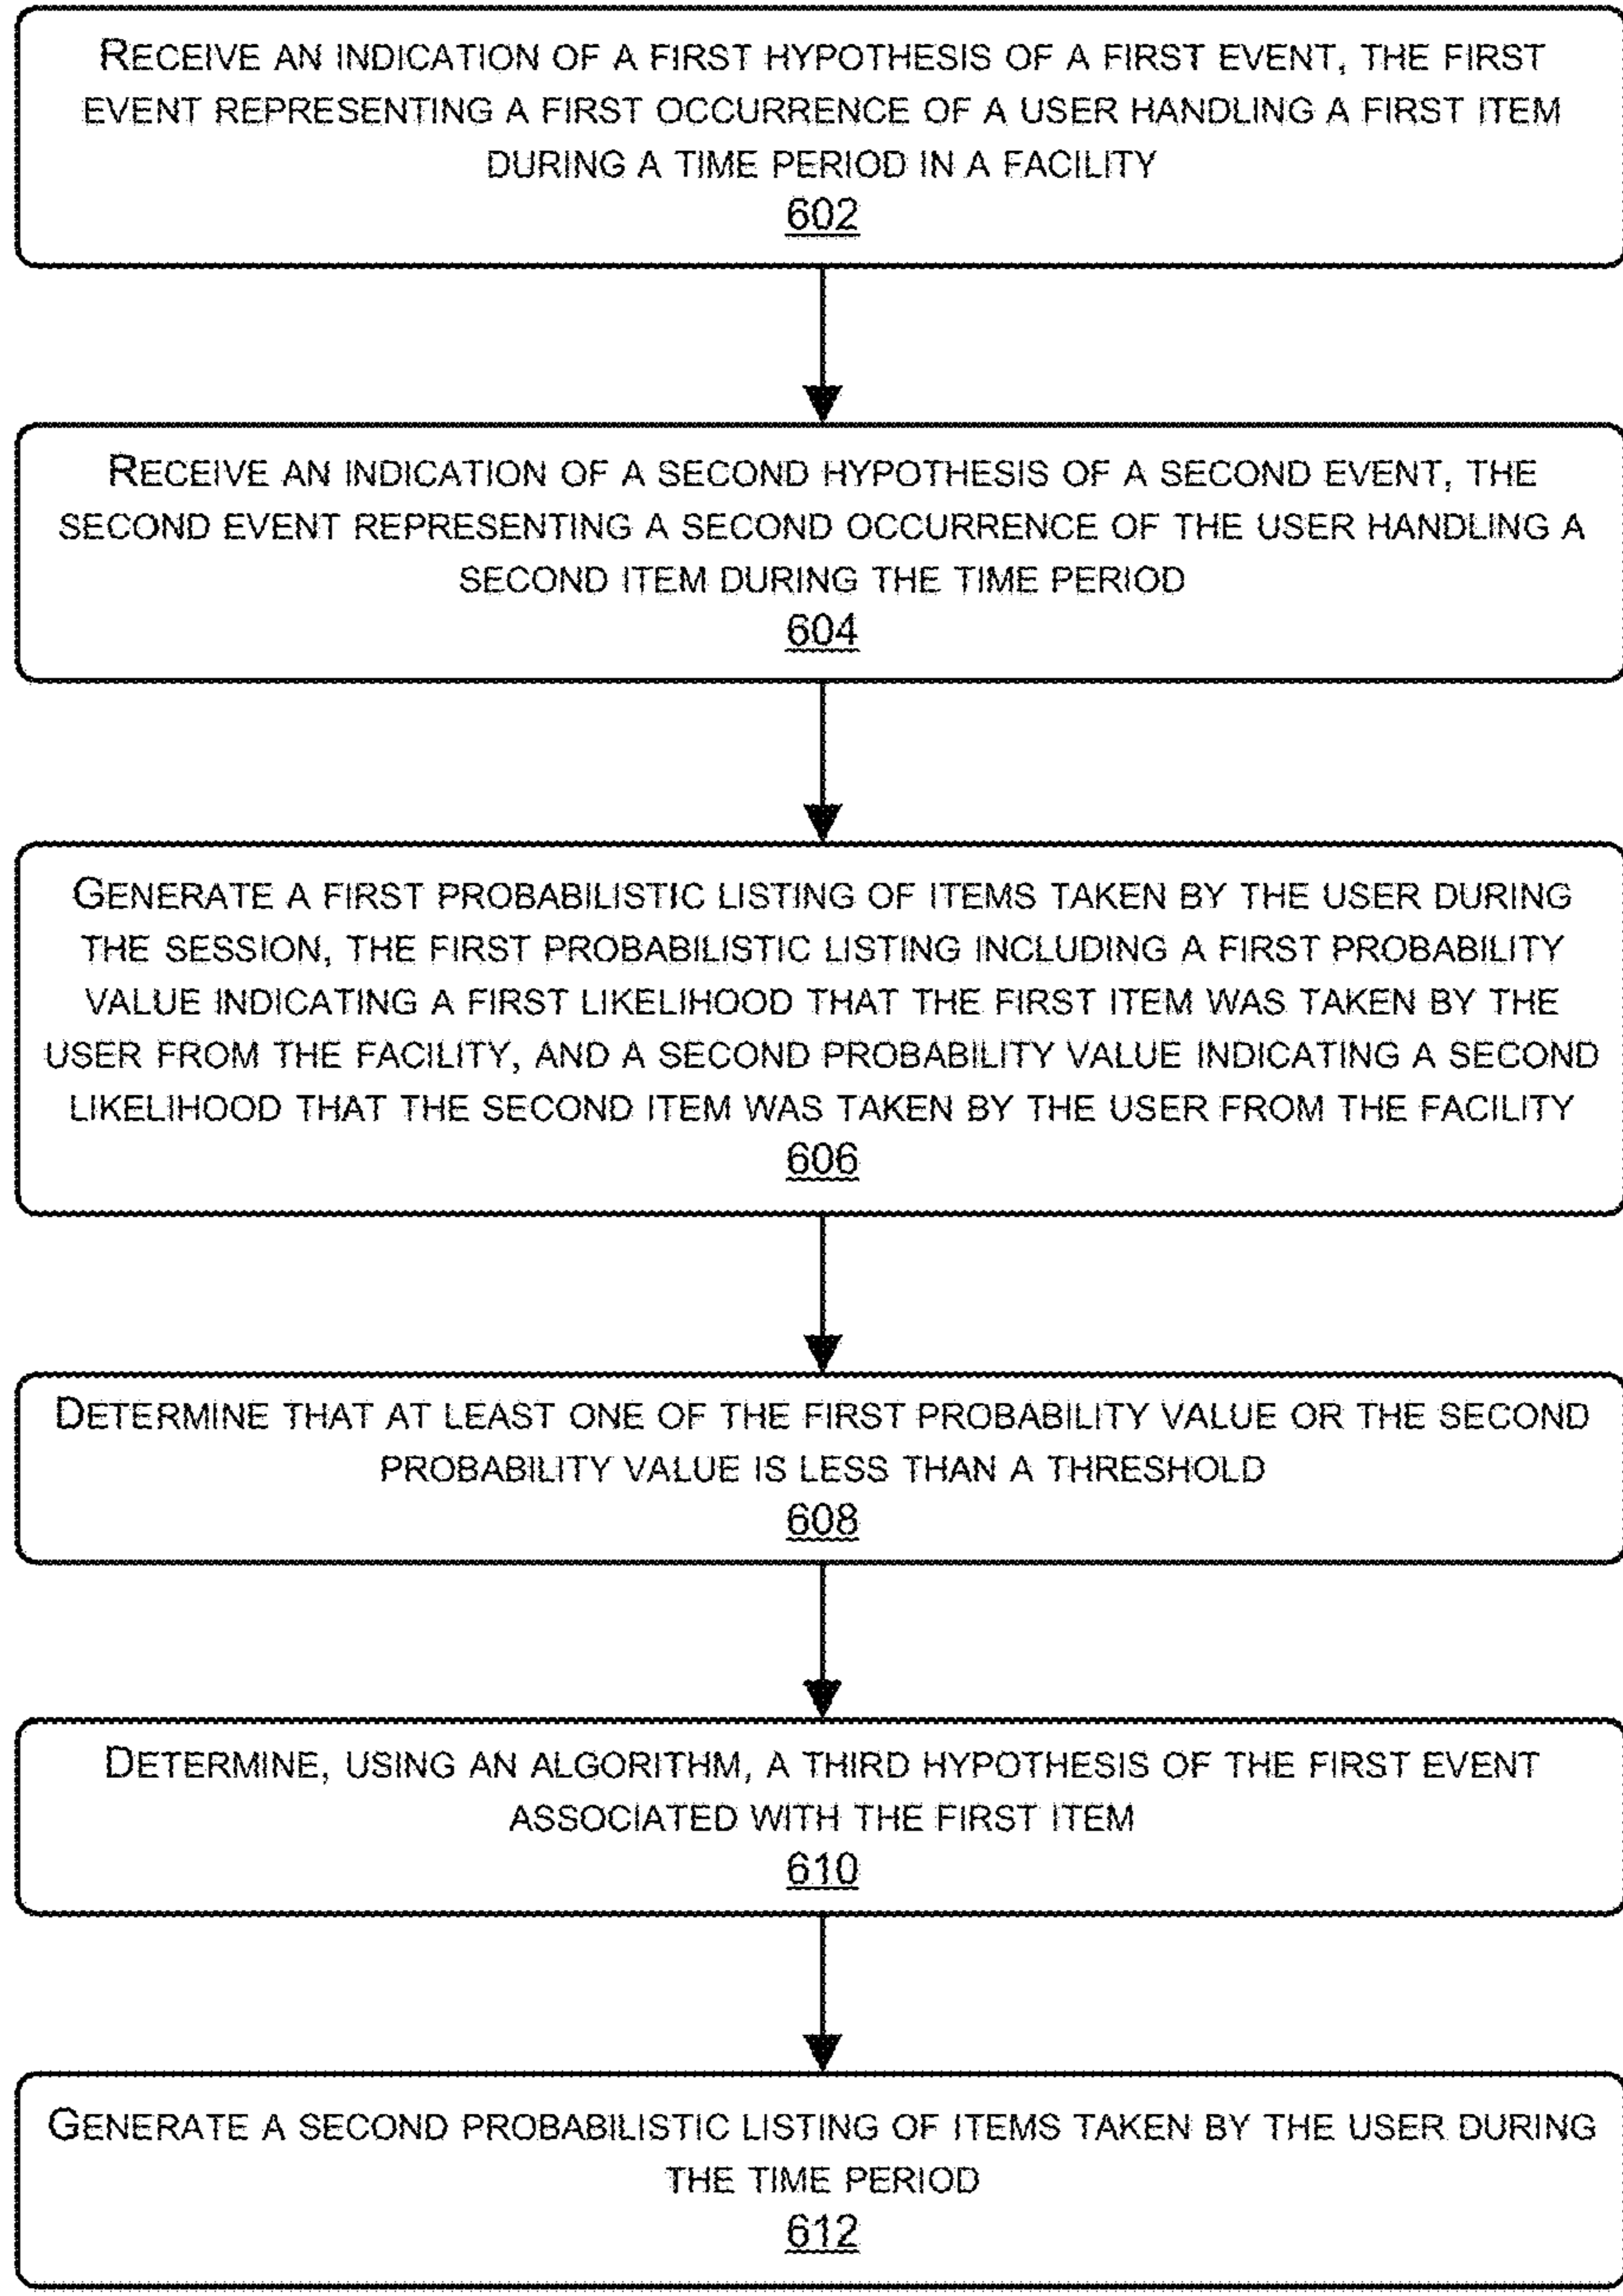 RECEIVE AN INDICATION OF A FIRST HYPOTHESIS OF A FIRST EVENT, THE FIRST
EVENT REPRESENTING A FIRST OCCURRENCE OF A USER HANDLING A FIRST ITEM
DURING A TIME PERIOD IN A FACILITY
602
RECEIVE AN INDICATION OF A SECOND HYPOTHESIS OF A SECOND EVENT, THE
SECOND EVENT REPRESENTING A SECOND OCCURRENCE OF THE USER HANDLING A
SECOND ITEM DURING THE TIME PERIOD
604
GENERATE A FIRST PROBABILISTIC LISTING OF ITEMS TAKEN BY THE USER DURING
THE SESSION, THE FIRST PROBABILISTIC LISTING INCLUDING A FIRST PROBABILITY
VALUE INDICATING A FIRST LIKELIHOOD THAT THE FIRST ITEM WAS TAKEN BY THE
USER FROM THE FACILITY, AND A SECOND PROBABILITY VALUE INDICATING A SECOND
LIKELIHOOD THAT THE SECOND ITEM WAS TAKEN BY THE USER FROM THE FACILITY
606
DETERMINE THAT AT LEAST ONE OF THE FIRST PROBABILITY VALUE OR THE SECOND
PROBABILITY VALUE IS LESS THAN A THRESHOLD
608
DETERMINE, USING AN ALGORITHM, A THIRD HYPOTHESIS OF THE FIRST EVENT
ASSOCIATED WITH THE FIRST ITEM
610
GENERATE A SECOND PROBABILISTIC LISTING OF ITEMS TAKEN BY THE USER DURING
THE TIME PERIOD
612